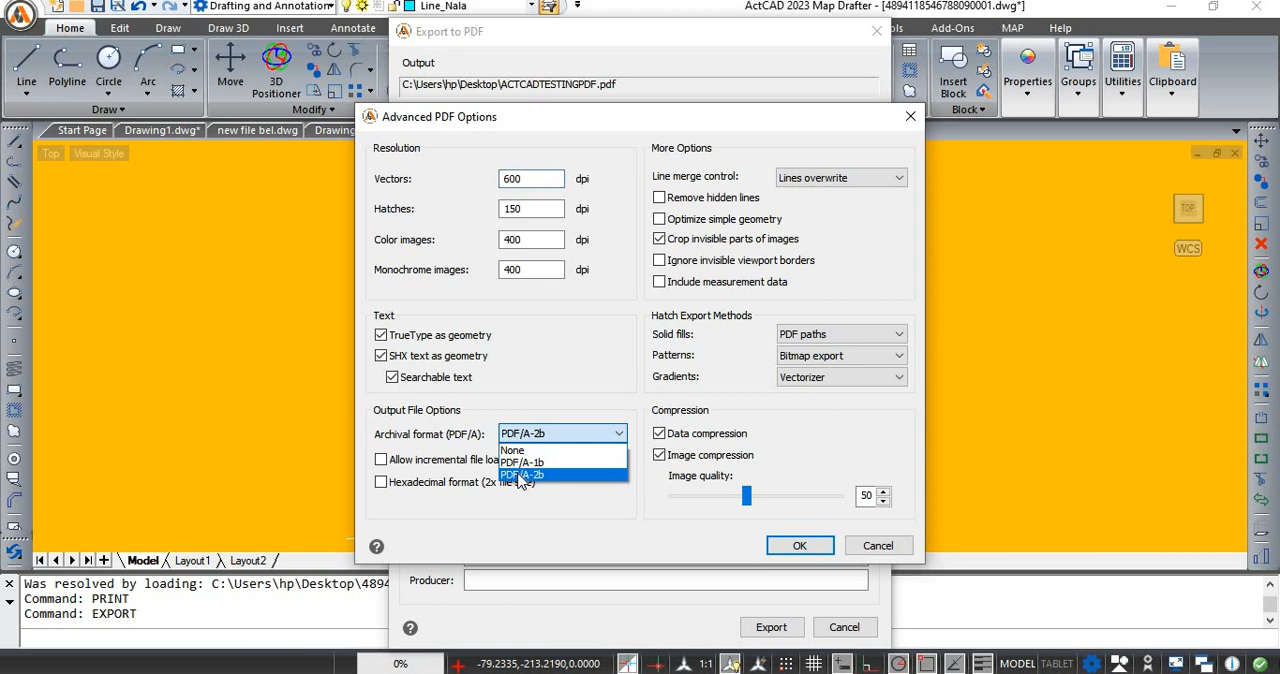 Drafting and Annotation
Line_Nala
ActCAD 2023 Map Drafter - [4894118546788090001.dwg*]
Home
Edit
Draw
Draw 3D
Insert
Annotate
Add-Ons
MAP
Help
Export to PDF
Output
C:\Users\hp\Desktop\ACTCADTESTINGPDF.pdf
Line
Polyline
Circle
Arc
Move
3D
Positioner
Insert
Block
Properties
Groups
Utilities
Clipboard
Draw
Modify
Block
Start Page
Drawing1.dwg*
new file bel.dwg
Top
Visual Style
TOP
WCS
Advanced PDF Options
Resolution
Vectors: 600 dpi
Hatches: 150 dpi
Color images: 400 dpi
Monochrome images: 400 dpi
Text
TrueType as geometry
SHX text as geometry
Searchable text
Output File Options
Archival format (PDF/A): PDF/A-2b
None
PDF/A-1b
PDF/A-2b
Allow incremental file
Hexadecimal format (2x
More Options
Line merge control: Lines overwrite
Remove hidden lines
Optimize simple geometry
Crop invisible parts of images
Ignore invisible viewport borders
Include measurement data
Hatch Export Methods
Solid fills: PDF paths
Patterns: Bitmap export
Gradients: Vectorizer
Compression
Data compression
Image compression
Image quality:
50
OK
Cancel
Model
Layout1
Layout2
Producer:
Export
Cancel
Was resolved by loading: C:\Users\hp\Desktop\4894
Command: PRINT
Command: EXPORT
0%
-79.2335,-213.2190,0.0000
1:1
MODEL
TABLET